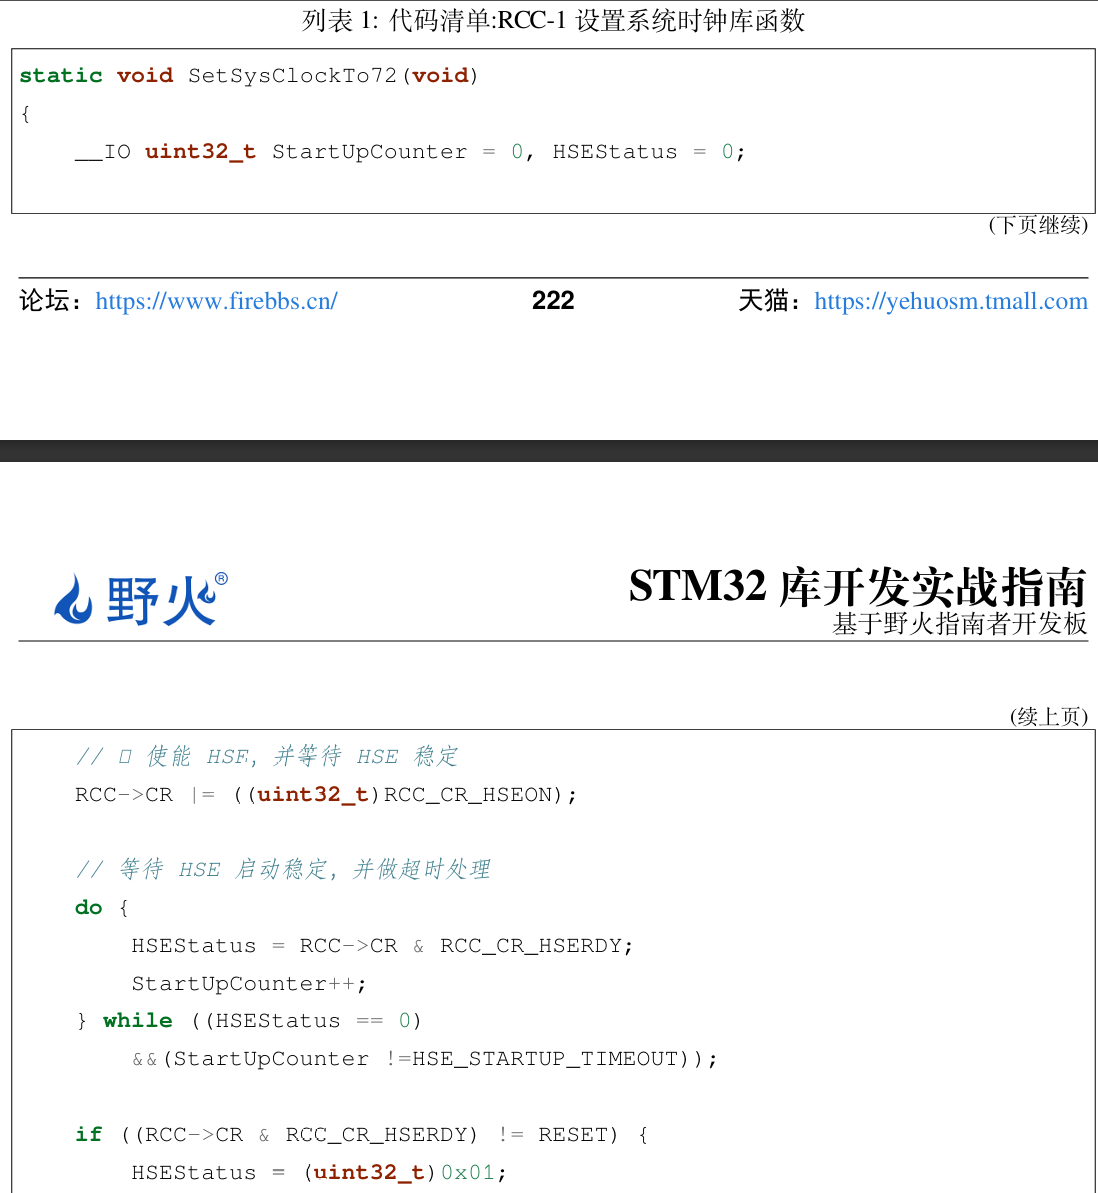 列表 1: 代码清单:RCC-1 设置系统时钟库函数
static void SetSysClockTo72(void)
{
    __IO uint32_t StartUpCounter = 0, HSEStatus = 0;
(下页继续)
论坛：https://www.firebbs.cn/ 222 天猫：https://yehuosm.tmall.com
野火®
STM32 库开发实战指南
基于野火指南者开发板
(续上页)
    // 使能 HSE，并等待 HSE 稳定
    RCC->CR |= ((uint32_t)RCC_CR_HSEON);
    // 等待 HSE 启动稳定，并做超时处理
    do {
        HSEStatus = RCC->CR & RCC_CR_HSERDY;
        StartUpCounter++;
    } while ((HSEStatus == 0)
        &&(StartUpCounter !=HSE_STARTUP_TIMEOUT));
    if ((RCC->CR & RCC_CR_HSERDY) != RESET) {
        HSEStatus = (uint32_t)0x01;